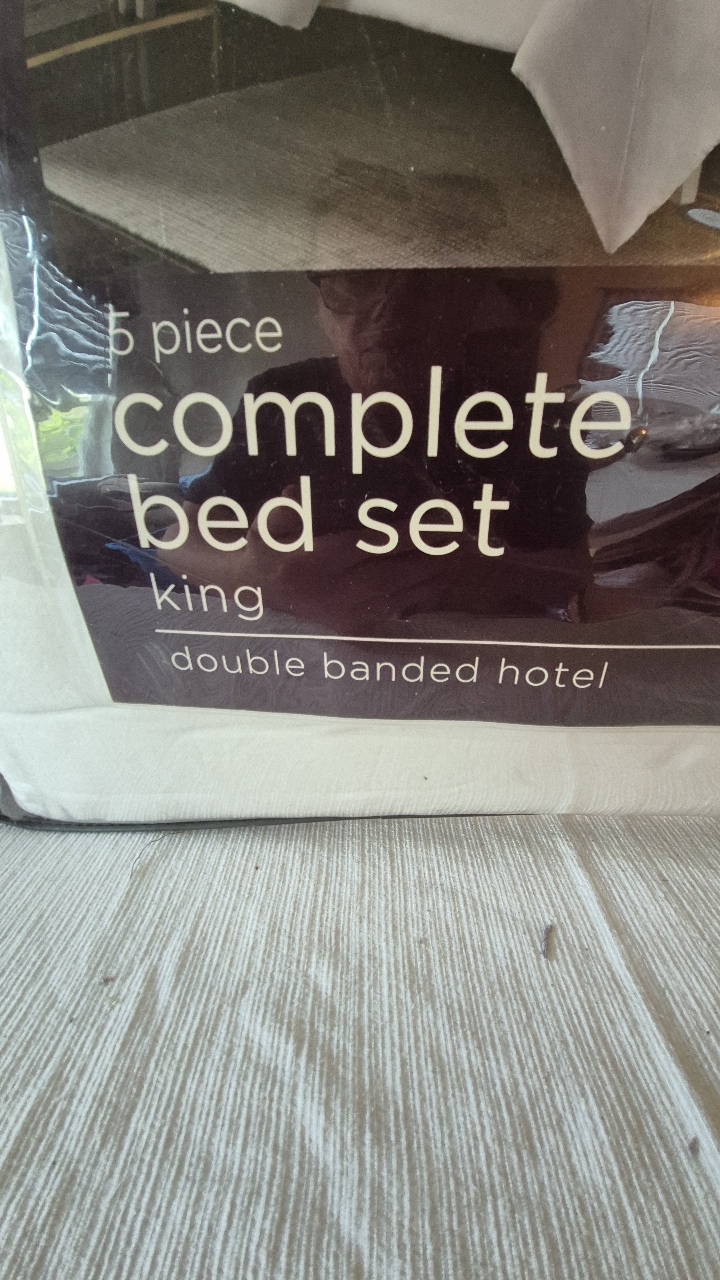 5 piece
complete
bed set
king
double banded hotel